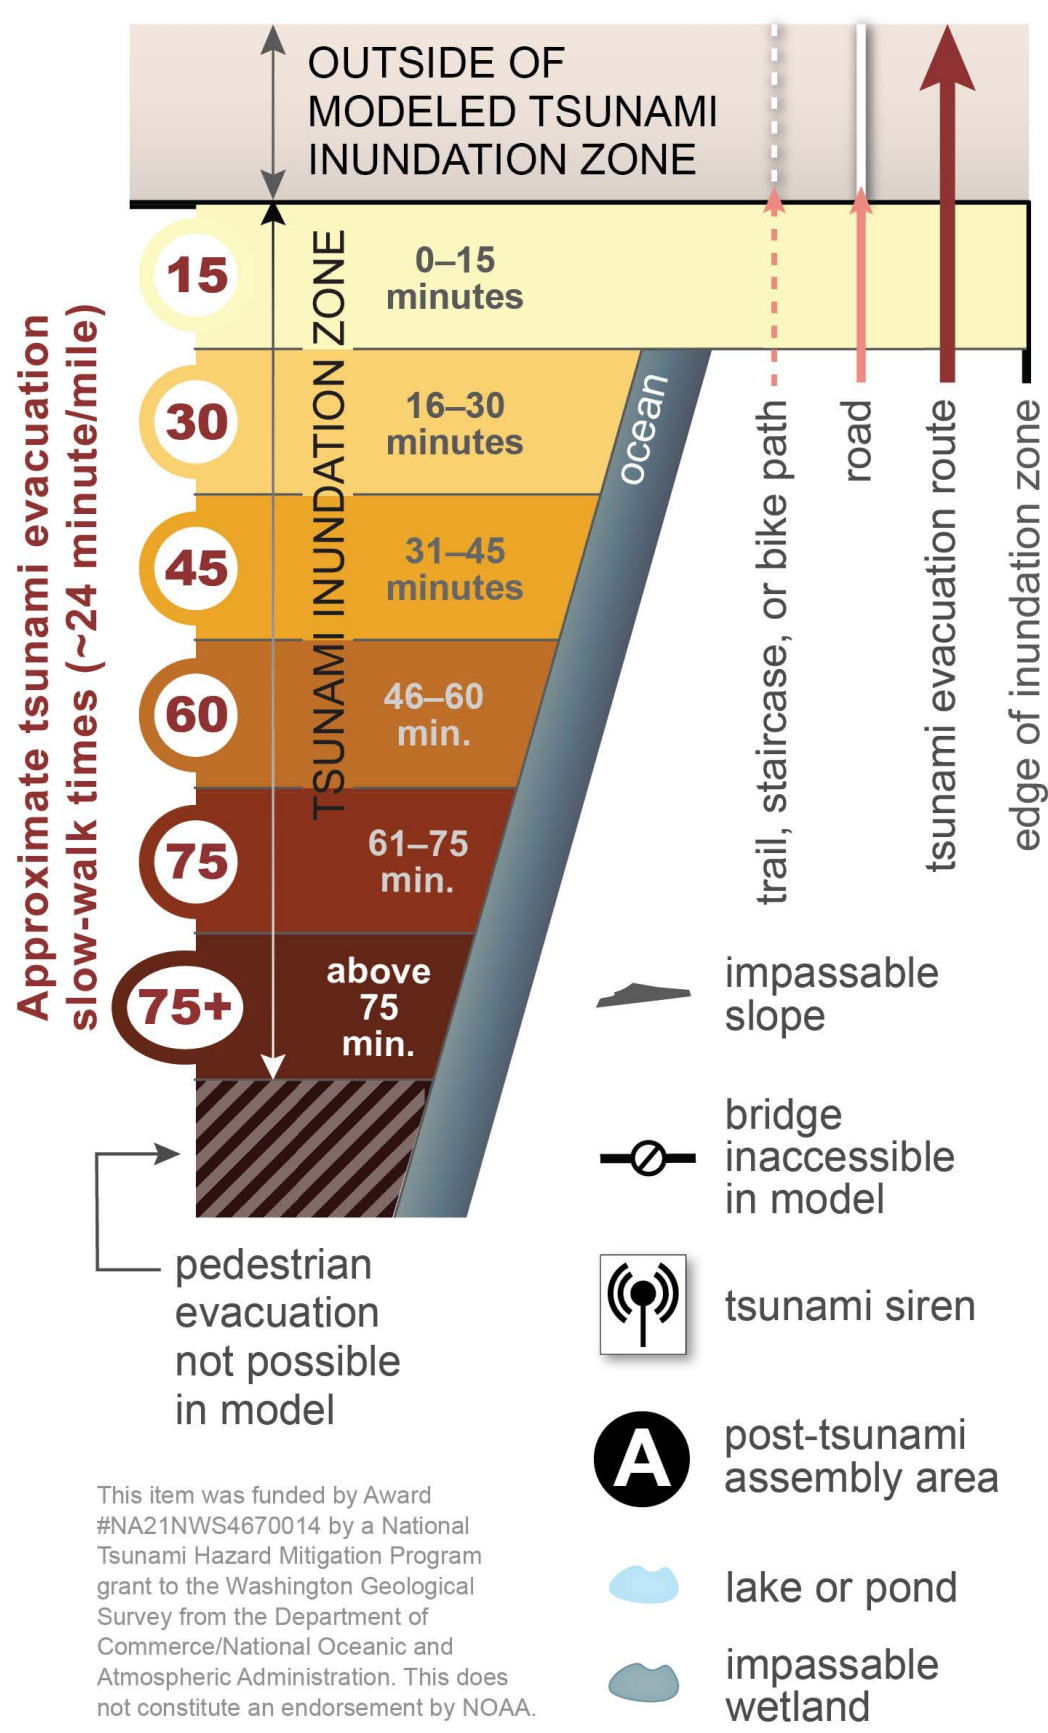 OUTSIDE OF
MODELED TSUNAMI
INUNDATION ZONE
Approximate tsunami evacuation
slow-walk times (~24 minute/mile)
TSUNAMI INUNDATION ZONE
15
0–15
minutes
30
16–30
minutes
45
31–45
minutes
60
46–60
min.
75
61–75
min.
75+
above
75
min.
ocean
trail, staircase, or bike path
road
tsunami evacuation route
edge of inundation zone
pedestrian
evacuation
not possible
in model
impassable
slope
bridge
inaccessible
in model
tsunami siren
A
post-tsunami
assembly area
lake or pond
impassable
wetland
This item was funded by Award
#NA21NWS4670014 by a National
Tsunami Hazard Mitigation Program
grant to the Washington Geological
Survey from the Department of
Commerce/National Oceanic and
Atmospheric Administration. This does
not constitute an endorsement by NOAA.